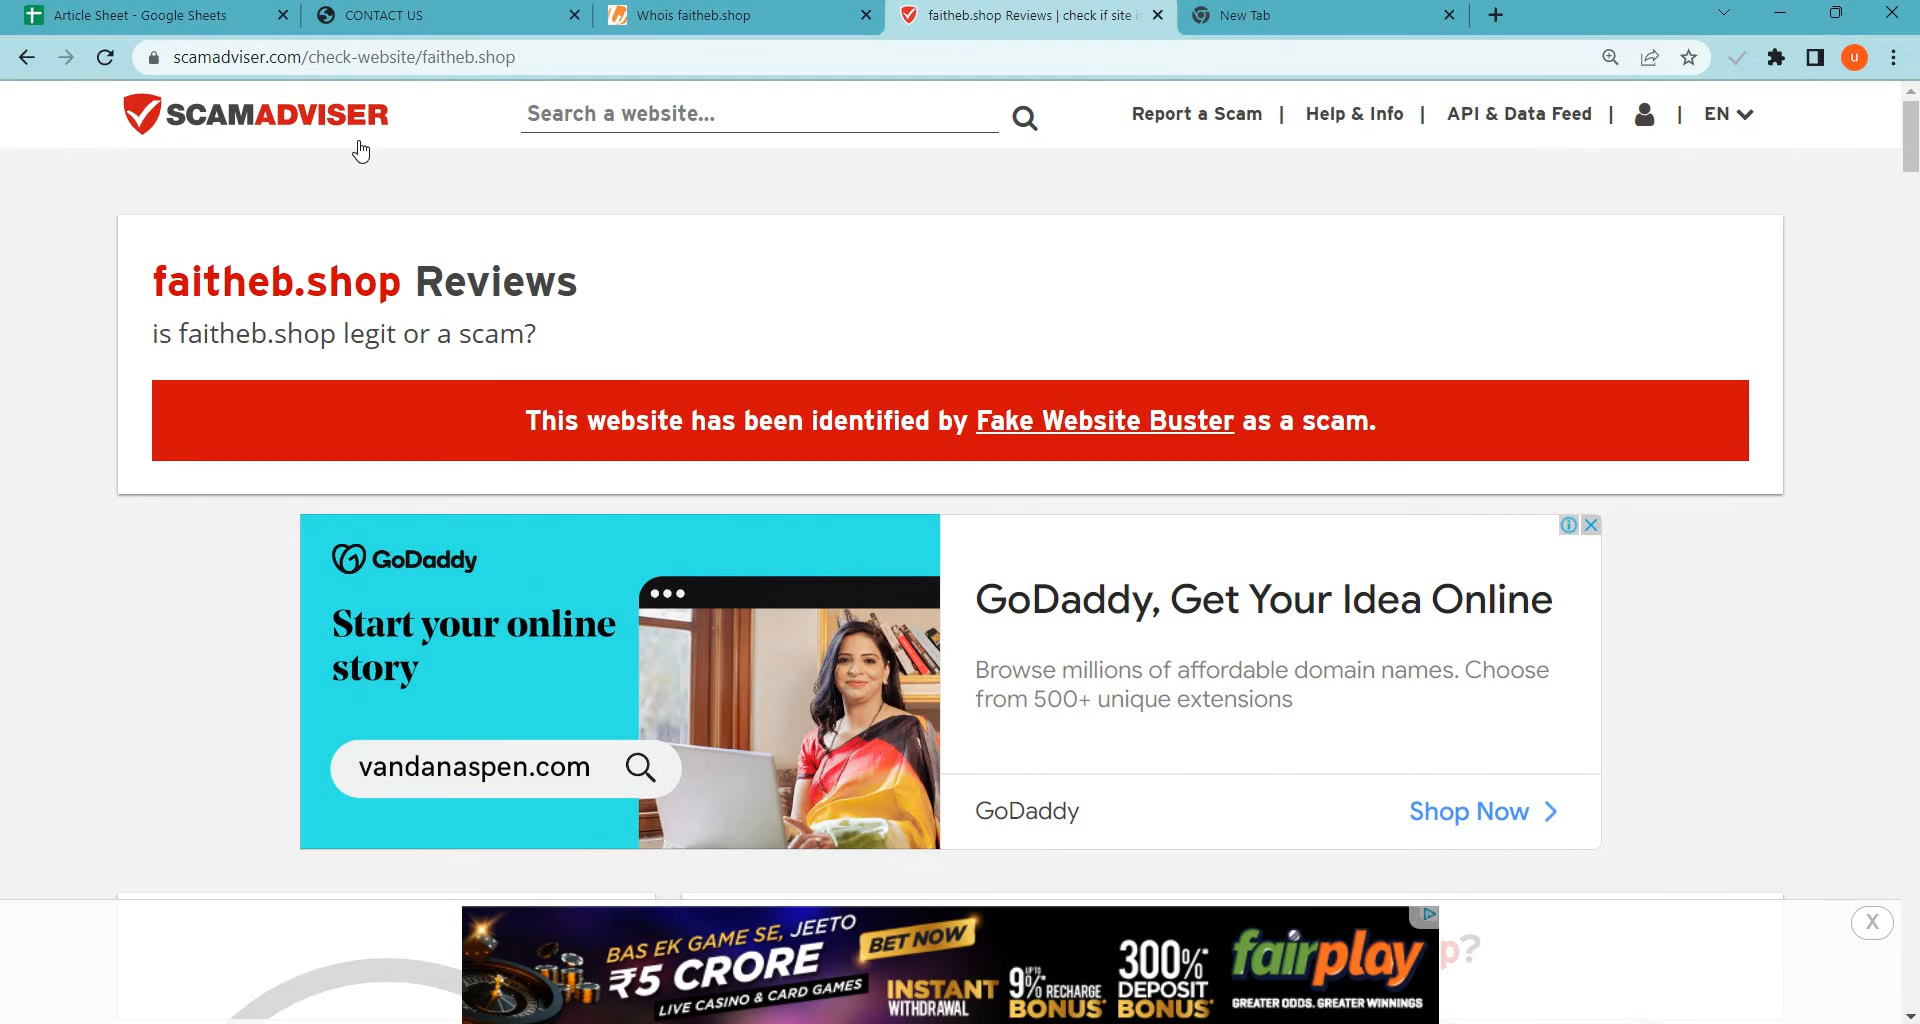 Article Sheet - Google Sheets
CONTACT US
Whois faitheb.shop
faitheb.shop Reviews | check if site i
New Tab
scamadviser.com/check-website/faitheb.shop
u
SCAMADVISER
Search a website...
Report a Scam | Help & Info | API & Data Feed | | EN
faitheb.shop Reviews
is faitheb.shop legit or a scam?
This website has been identified by Fake Website Buster as a scam.
GoDaddy
Start your online
story
vandanaspen.com
GoDaddy, Get Your Idea Online
Browse millions of affordable domain names. Choose
from 500+ unique extensions
GoDaddy
Shop Now
BAS EK GAME SE, JEETO
₹5 CRORE
LIVE CASINO & CARD GAMES
BET NOW
INSTANT
WITHDRAWAL
UPTO
9% RECHARGE
BONUS*
300%*
DEPOSIT
BONUS*
fairplay
GREATER ODDS. GREATER WINNINGS
p?
X